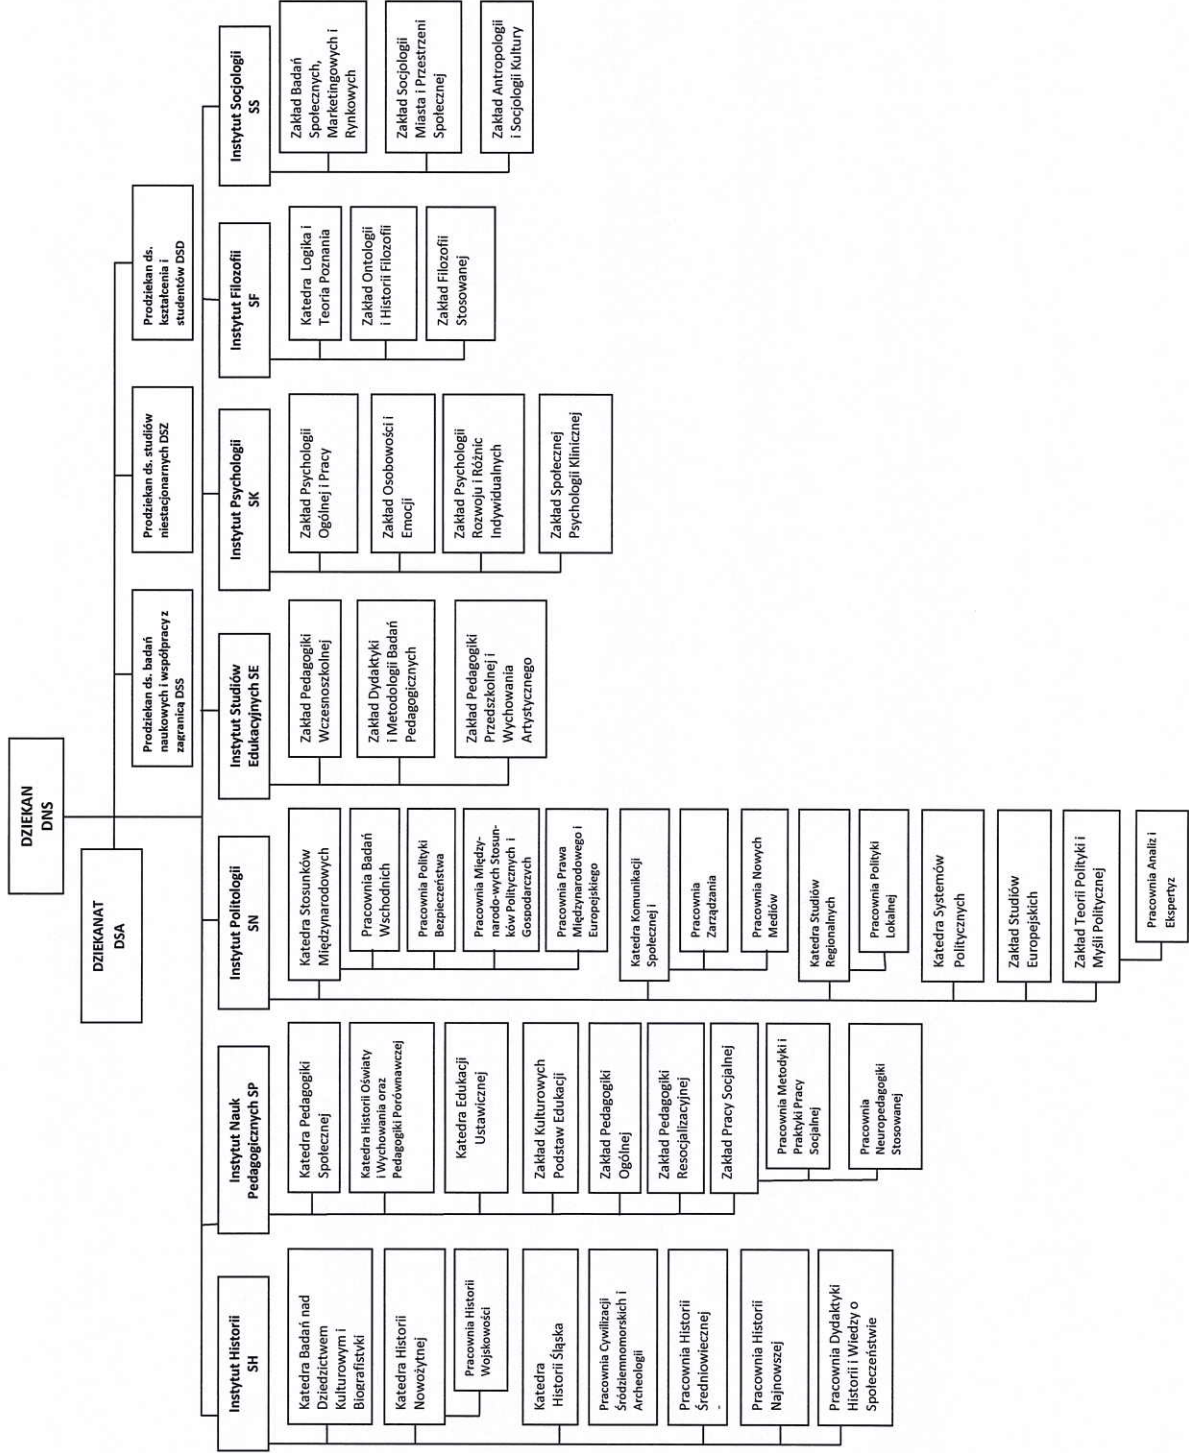 DZIEKAN
DNS
DZIEKANAT
DSA
Prodziekan ds. badań
naukowych i współpracy z
zagranicą DSS
Prodziekan ds. studiów
niestacjonarnych DSZ
Prodziekan ds.
kształcenia i
studentów DSD
Instytut Historii
SH
Katedra Badań nad
Dziedzictwem
Kulturowym i
Biografistyki
Katedra Historii
Nowożytnej
Pracownia Historii
Wojskowości
Katedra
Historii Śląska
Pracownia Cywilizacji
Śródziemnomorskich i
Archeologii
Pracownia Historii
Średniowiecznej
-
Pracownia Historii
Najnowszej
Pracownia Dydaktyki
Historii i Wiedzy o
Społeczeństwie
Instytut Nauk
Pedagogicznych SP
Katedra Pedagogiki
Społecznej
Katedra Historii Oświaty
i Wychowania oraz
Pedagogiki Porównawczej
Katedra Edukacji
Ustawicznej
Zakład Kulturowych
Podstaw Edukacji
Zakład Pedagogiki
Ogólnej
Zakład Pedagogiki
Resocjalizacyjnej
Zakład Pracy Socjalnej
Pracownia Metodyki i
Praktyki Pracy
Socjalnej
Pracownia
Neuropedagogiki
Stosowanej
Instytut Politologii
SN
Katedra Stosunków
Międzynarodowych
Pracownia Badań
Wschodnich
Pracownia Polityki
Bezpieczeństwa
Pracownia Między-
narodo-wych Stosun-
ków Politycznych i
Gospodarczych
Pracownia Prawa
Międzynarodowego i
Europejskiego
Katedra Komunikacji
Społecznej i
Pracownia
Zarządzania
Pracownia Nowych
Mediów
Katedra Studiów
Regionalnych
Pracownia Polityki
Lokalnej
Katedra Systemów
Politycznych
Zakład Studiów
Europejskich
Zakład Teorii Polityki i
Myśli Politycznej
Pracownia Analiz i
Ekspertyz
Instytut Studiów
Edukacyjnych SE
Zakład Pedagogiki
Wczesnoszkolnej
Zakład Dydaktyki
i Metodologii Badań
Pedagogicznych
Zakład Pedagogiki
Przedszkolnej i
Wychowania
Artystycznego
Instytut Psychologii
SK
Zakład Psychologii
Ogólnej i Pracy
Zakład Osobowości i
Emocji
Zakład Psychologii
Rozwoju i Różnic
Indywidualnych
Zakład Społecznej
Psychologii Klinicznej
Instytut Filozofii
SF
Katedra Logika i
Teoria Poznania
Zakład Ontologii
i Historii Filozofii
Zakład Filozofii
Stosowanej
Instytut Socjologii
SS
Zakład Badań
Społecznych,
Marketingowych i
Rynkowych
Zakład Socjologii
Miasta i Przestrzeni
Społecznej
Zakład Antropologii
i Socjologii Kultury